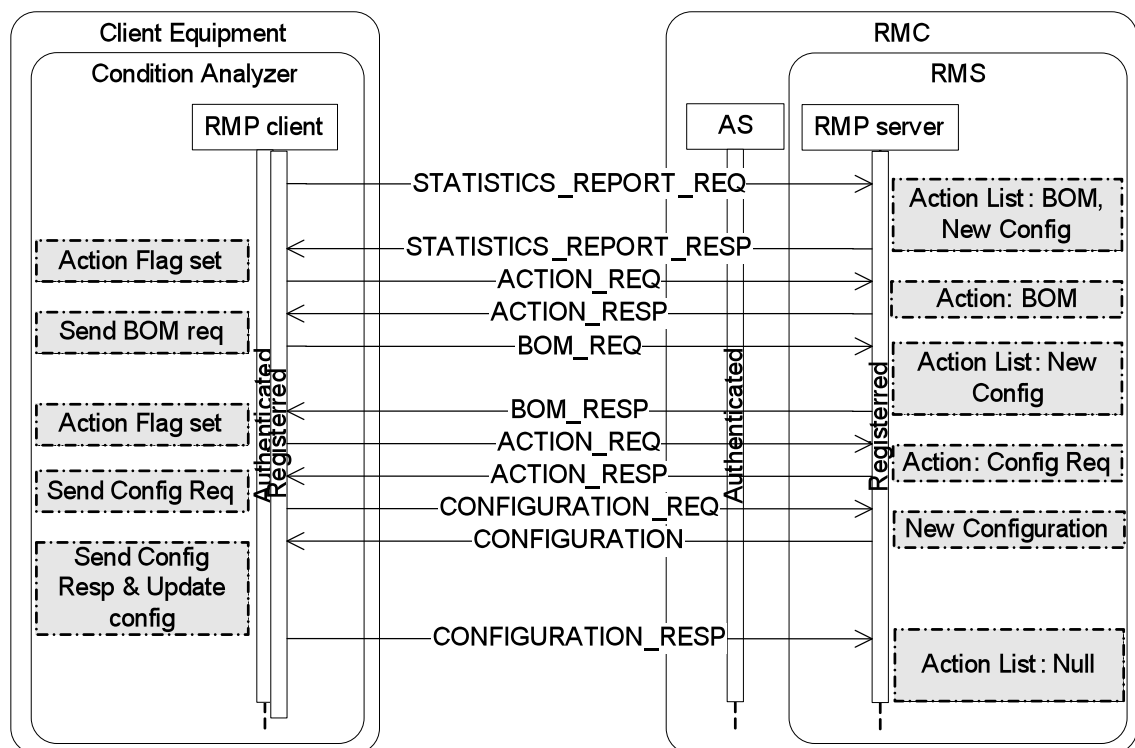 Client Equipment
RMC
Condition Analyzer
RMS
RMP client
AS
RMP server
STATISTICS_REPORT_REQ
Action List : BOM,
New Config
STATISTICS_REPORT_RESP
Action Flag set
ACTION_REQ
Action: BOM
ACTION_RESP
Send BOM req
BOM_REQ
Action List : New
Config
BOM_RESP
Action Flag set
ACTION_REQ
Action: Config Req
ACTION_RESP
Send Config Req
CONFIGURATION_REQ
New Configuration
CONFIGURATION
Send Config
Resp & Update
config
CONFIGURATION_RESP
Action List : Null
Authenticated
Registerred
Authenticated
Registerred